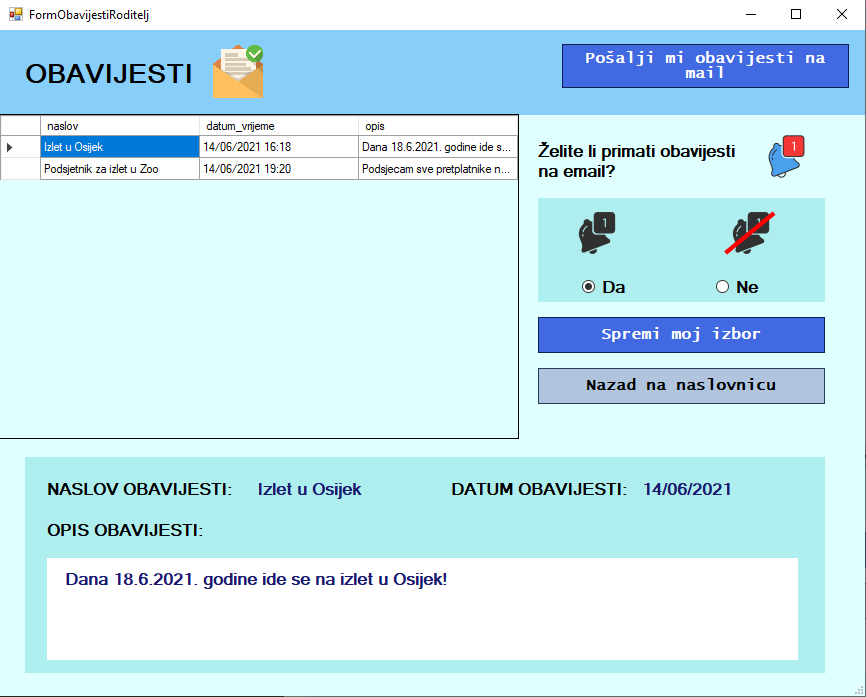 FormObavijestiRoditelj
OBAVIJESTI
Pošalji mi obavijesti na
mail
naslov datum_vrijeme opis
Izlet u Osijek 14/06/2021 16:18 Dana 18.6.2021. godine ide s...
Podsjetnik za izlet u Zoo 14/06/2021 19:20 Podsjecam sve pretplatnike n...
Želite li primati obavijesti
na email?
1
1
1
Da
Ne
Spremi moj izbor
Nazad na naslovnicu
NASLOV OBAVIJESTI: Izlet u Osijek
DATUM OBAVIJESTI: 14/06/2021
OPIS OBAVIJESTI:
Dana 18.6.2021. godine ide se na izlet u Osijek!